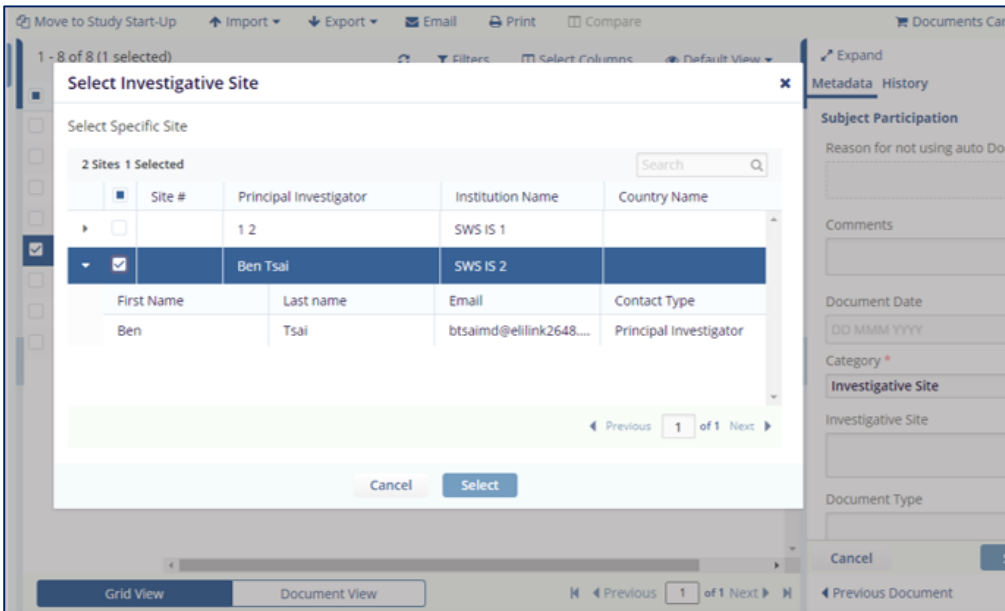 Move to Study Start-Up Import Export Email Print Compare Documents
1 - 8 of 8 (1 selected) Filters Select Columns Default View Expand
Select Investigative Site
Metadata History
Select Specific Site
Subject Participation
Reason for not using auto
2 Sites 1 Selected Search
Site # Principal Investigator Institution Name Country Name
1 2 SWS IS 1
Comments
Ben Tsai SWS IS 2
First Name Last name Email Contact Type
Document Date
Ben Tsai btsaimd@elilink2648.... Principal Investigator
DD MMM YYYY
Category *
Investigative Site
Previous 1 of 1 Next
Investigative Site
Cancel Select
Document Type
Cancel
Grid View Document View Previous 1 of 1 Next Previous Document